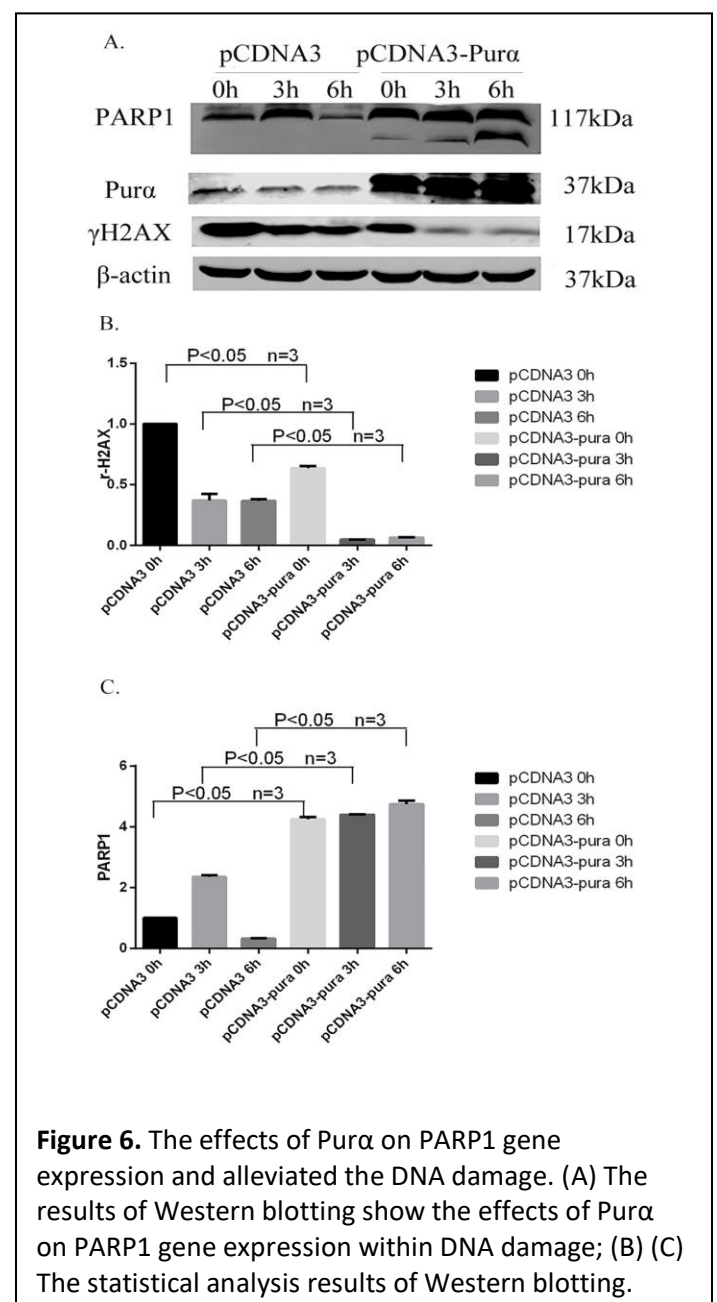 A.
pCDNA3 pCDNA3-Purα
0h 3h 6h 0h 3h 6h
PARP1 117kDa
Purα 37kDa
γH2AX 17kDa
β-actin 37kDa
B.
P<0.05 n=3
P<0.05 n=3
P<0.05 n=3
r-H2AX
1.5
1.0
0.5
0.0
pCDNA3 0h
pCDNA3 3h
pCDNA3 6h
pCDNA3-pura 0h
pCDNA3-pura 3h
pCDNA3-pura 6h
pCDNA3 0h
pCDNA3 3h
pCDNA3 6h
pCDNA3-pura 0h
pCDNA3-pura 3h
pCDNA3-pura 6h
C.
P<0.05 n=3
P<0.05 n=3
P<0.05 n=3
PARP1
6
4
2
0
pCDNA3 0h
pCDNA3 3h
pCDNA3 6h
pCDNA3-pura 0h
pCDNA3-pura 3h
pCDNA3-pura 6h
pCDNA3 0h
pCDNA3 3h
pCDNA3 6h
pCDNA3-pura 0h
pCDNA3-pura 3h
pCDNA3-pura 6h
Figure 6. The effects of Purα on PARP1 gene
expression and alleviated the DNA damage. (A) The
results of Western blotting show the effects of Purα
on PARP1 gene expression within DNA damage; (B) (C)
The statistical analysis results of Western blotting.